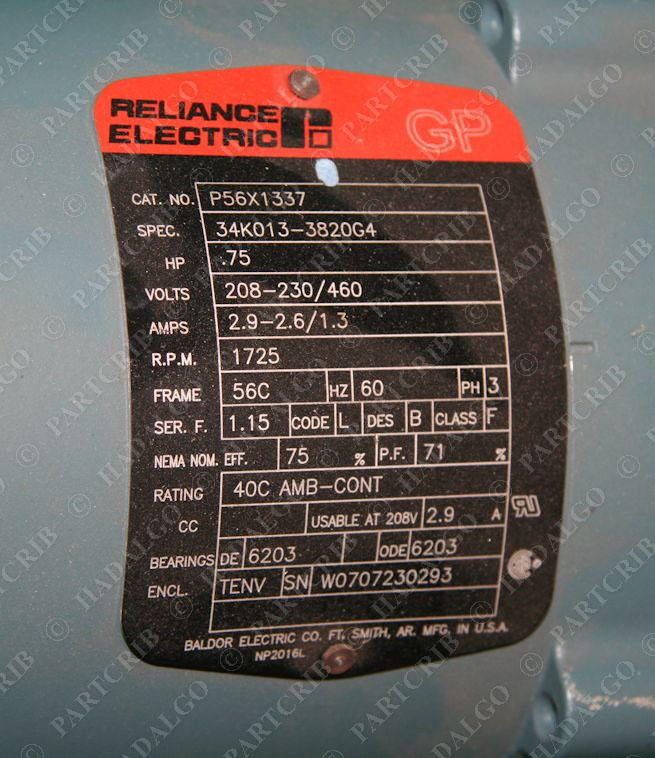 RELIANCE
ELECTRIC
GP
CAT. NO. P56X1337
SPEC. 34K013-3820G4
HP .75
VOLTS 208-230/460
AMPS 2.9-2.6/1.3
R.P.M. 1725
FRAME 56C HZ 60 PH 3
SER. F. 1.15 CODE L DES B CLASS F
NEMA NOM. EFF. 75 % P.F. 71 %
RATING 40C AMB-CONT
CC USABLE AT 208V 2.9 A
BEARINGS DE 6203 ODE 6203
ENCL. TENV SN W0707230293
BALDOR ELECTRIC CO. FT. SMITH, AR. MFG. IN U.S.A.
NP2016L
© PARTCRIB
© HADALGO